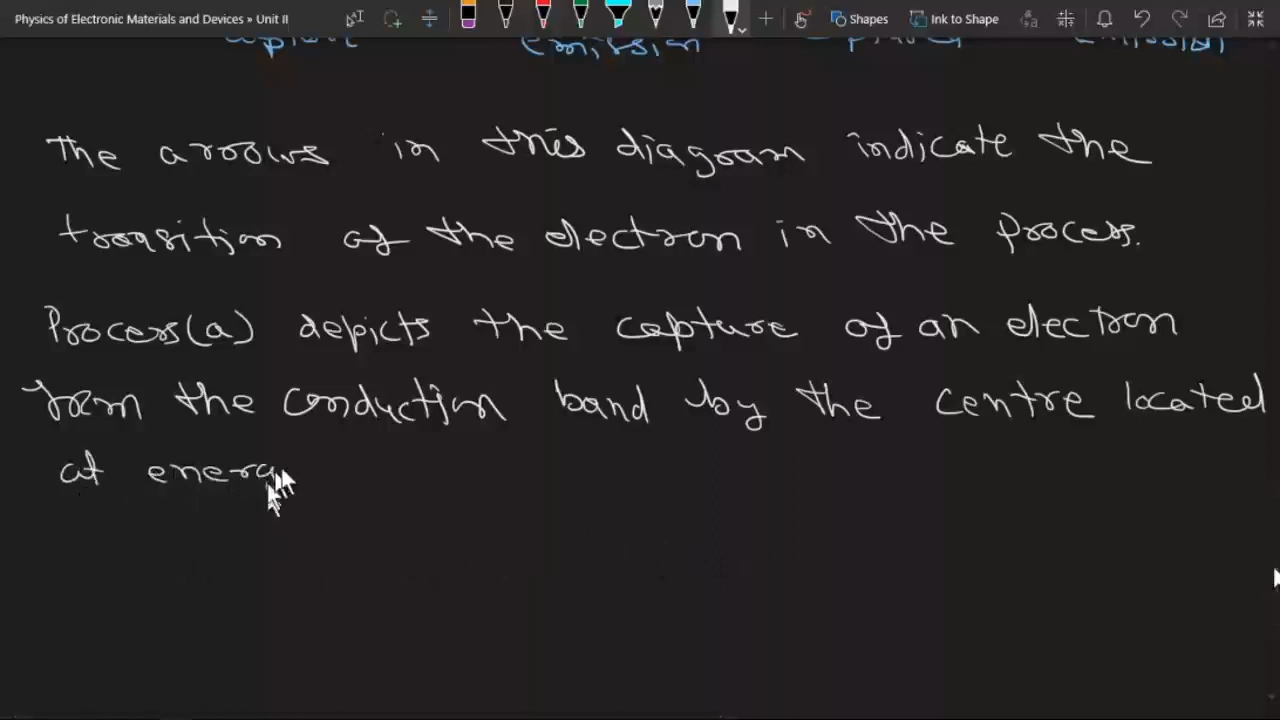 Physics of Electronic Materials and Devices » Unit II
Shapes
Ink to Shape
emission
The arrows in this diagram indicate the
transition of the electron in the process.
Process(a) depicts the capture of an electron
from the conduction band by the centre located
at energ